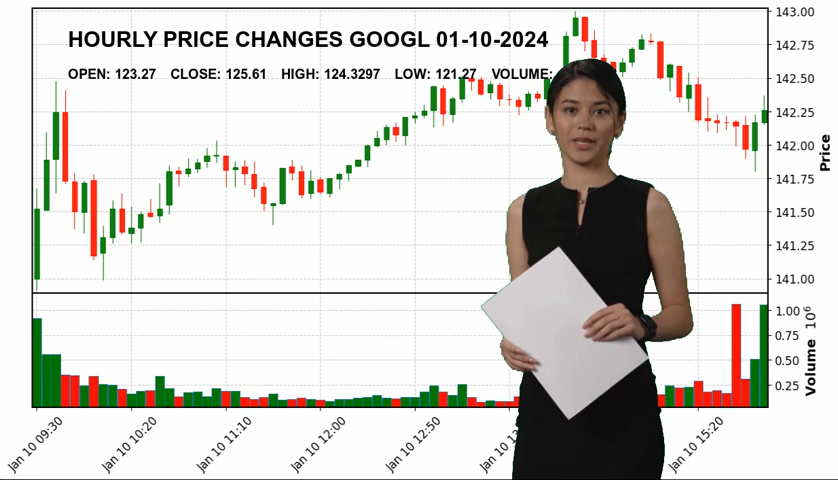 HOURLY PRICE CHANGES GOOGL 01-10-2024
OPEN: 123.27 CLOSE: 125.61 HIGH: 124.3297 LOW: 121.27 VOLUME:
143.00
142.75
142.50
142.25
142.00
141.75
141.50
141.25
141.00
Price
1.00
0.75
0.50
0.25
Volume 10⁶
Jan 10 09:30
Jan 10 10:20
Jan 10 11:10
Jan 10 12:00
Jan 10 12:50
Jan 10 15:20